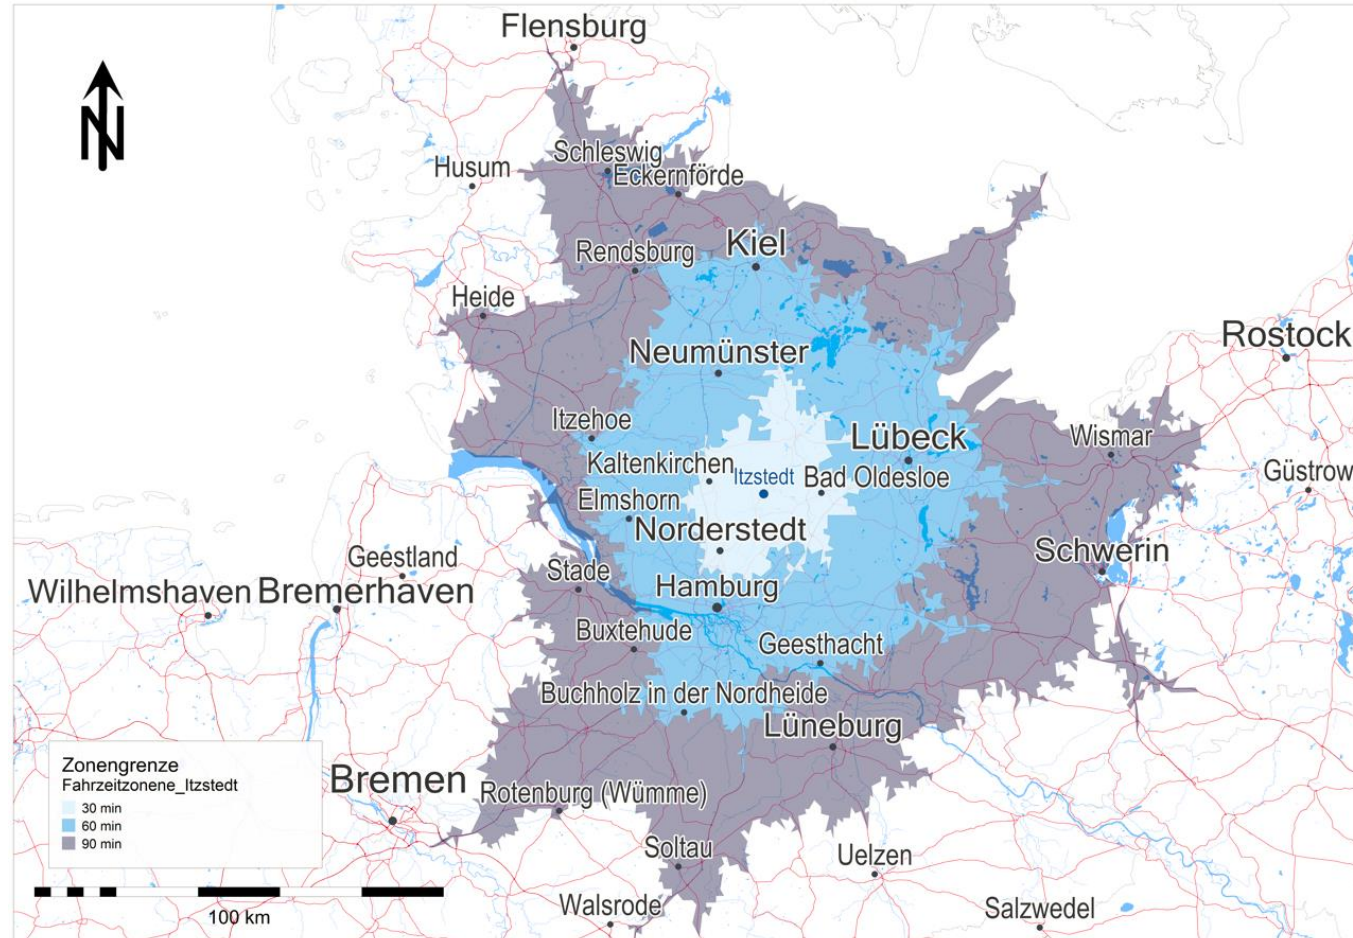 Flensburg
N
Schleswig
Husum
Eckernförde
Kiel
Rendsburg
Heide
Rostock
Neumünster
Itzehoe
Lübeck
Wismar
Kaltenkirchen
Itzstedt
Bad Oldesloe
Güstrow
Elmshorn
Norderstedt
Schwerin
Geestland
Stade
Hamburg
Wilhelmshaven
Bremerhaven
Buxtehude
Geesthacht
Buchholz in der Nordheide
Lüneburg
Zonengrenze
Fahrzeitzonene_Itzstedt
30 min
60 min
90 min
Bremen
Rotenburg (Wümme)
Soltau
Uelzen
Walsrode
Salzwedel
100 km